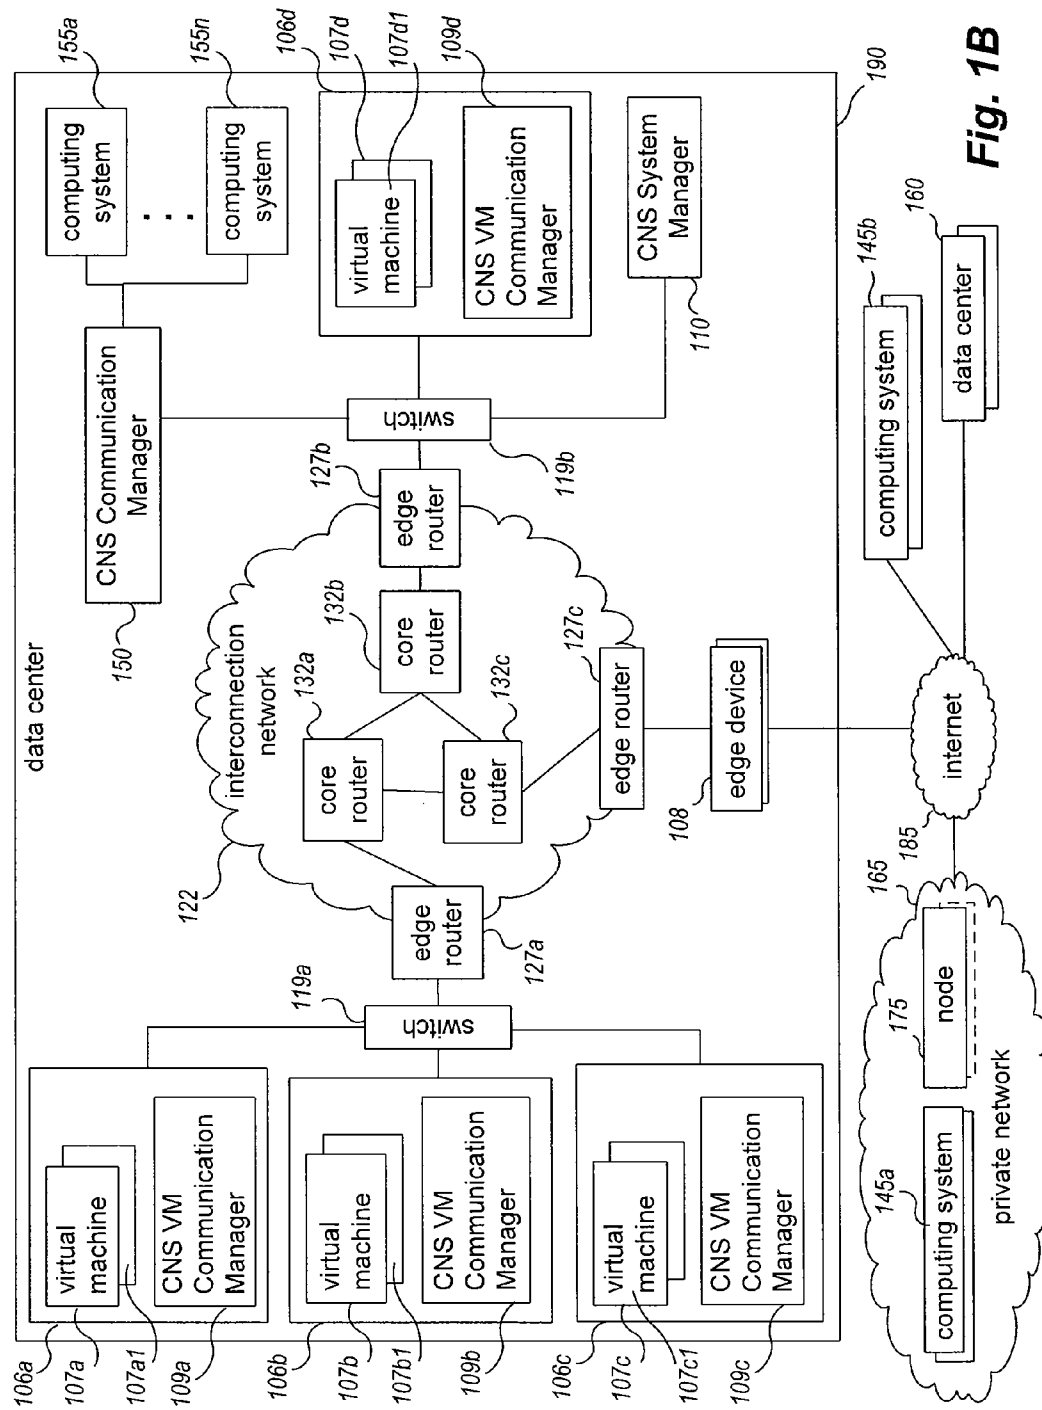 data center
106a
107a
107a1
109a
virtual
machine
CNS VM
Communication
Manager
106b
107b
107b1
109b
virtual
machine
CNS VM
Communication
Manager
106c
107c
107c1
109c
virtual
machine
CNS VM
Communication
Manager
119a
switch
edge
router
127a
122
interconnection
network
132a
core
router
132b
core
router
132c
core
router
127b
edge
router
127c
edge router
108
edge device
119b
switch
150
CNS Communication
Manager
155a
computing
system
. . .
155n
computing
system
106d
107d
107d1
109d
virtual
machine
CNS VM
Communication
Manager
110
CNS System
Manager
190
165
175
node
145a
computing system
private network
185
internet
145b
computing system
160
data center
Fig. 1B